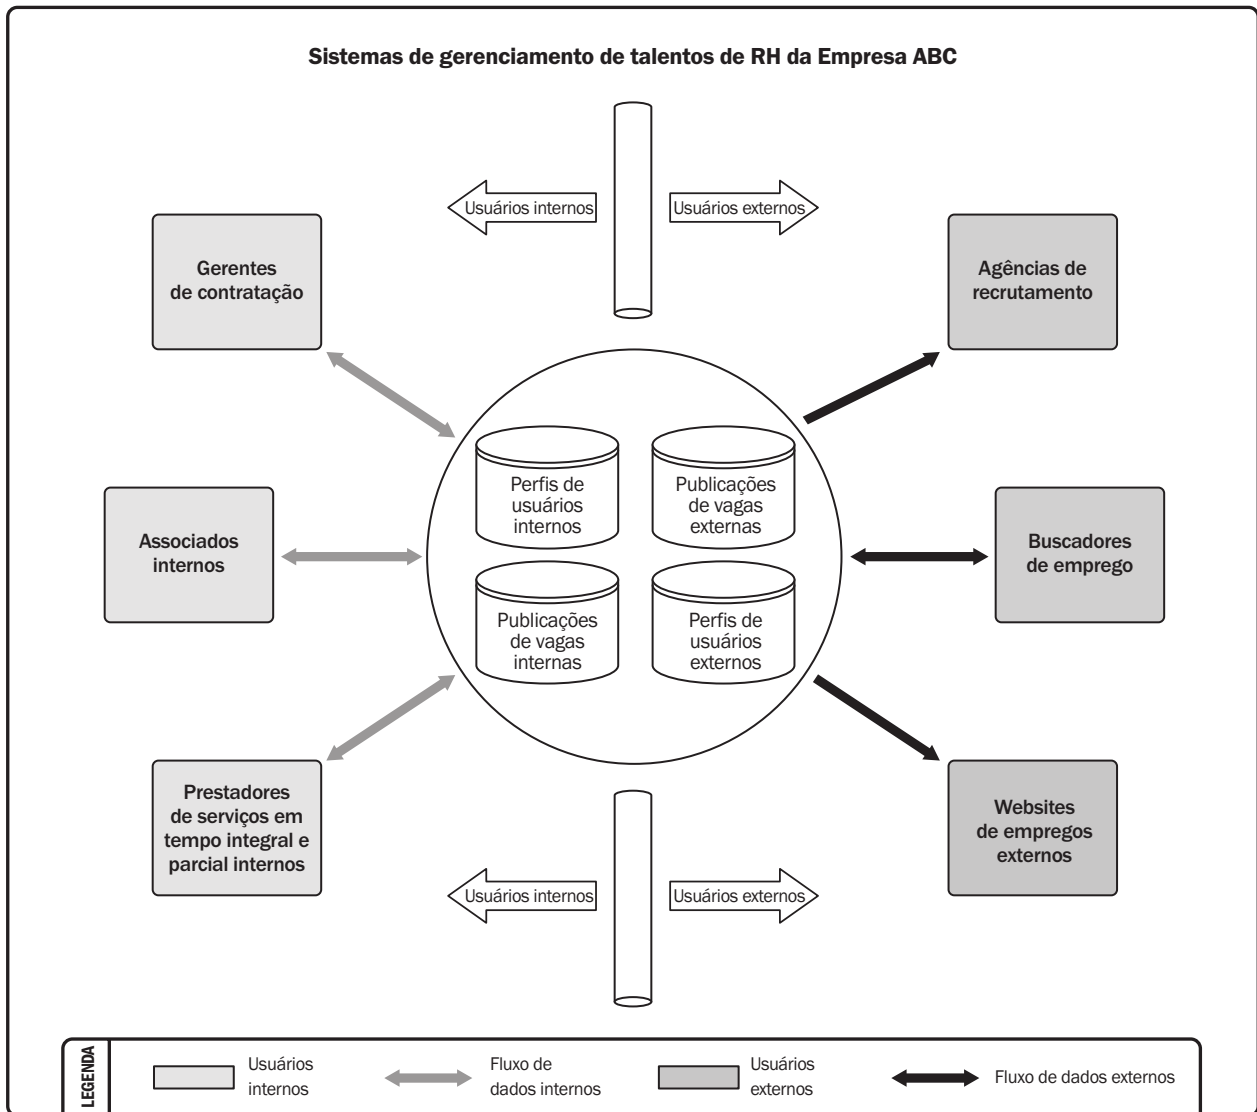 Sistemas de gerenciamento de talentos de RH da Empresa ABC
Usuários internos
Usuários externos
Gerentes
de contratação
Agências de
recrutamento
Perfis de
usuários
internos
Publicações
de vagas
externas
Associados
internos
Buscadores
de emprego
Publicações
de vagas
internas
Perfis de
usuários
externos
Prestadores
de serviços em
tempo integral e
parcial internos
Websites
de empregos
externos
Usuários internos
Usuários externos
LEGENDA
Usuários
internos
Fluxo de
dados internos
Usuários
externos
Fluxo de dados externos